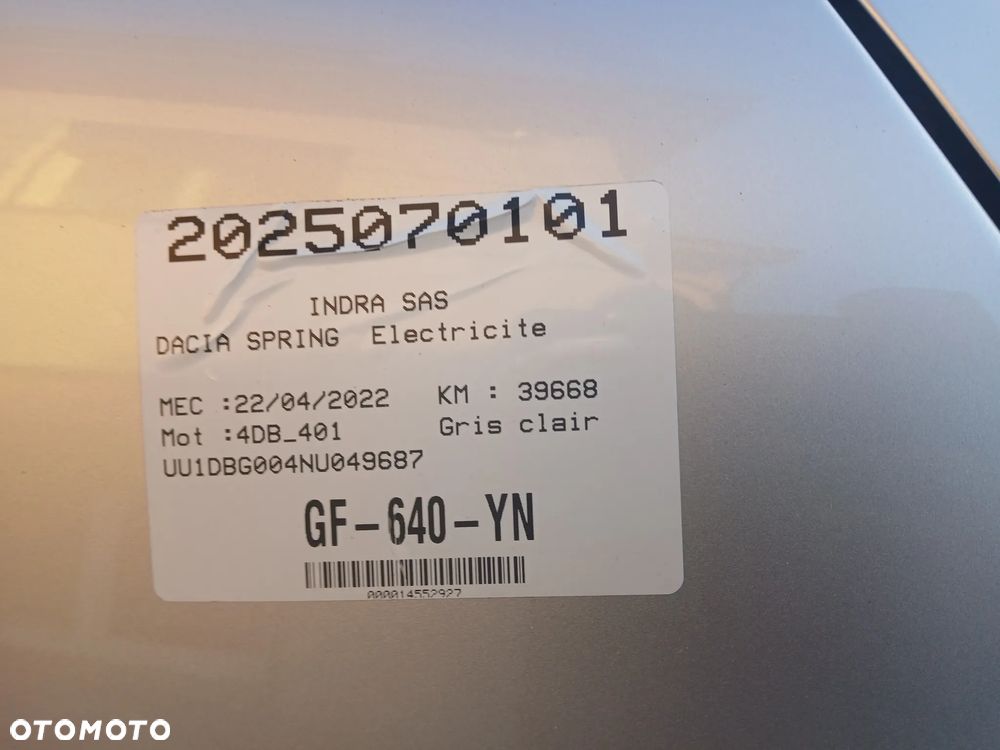 2025070101
INDRA SAS
DACIA SPRING Electricite
MEC :22/04/2022 KM : 39668
Mot :4DB_401 Gris clair
UU1DBG004NU049687
GF-640-YN
000014552927
OTOMOTO